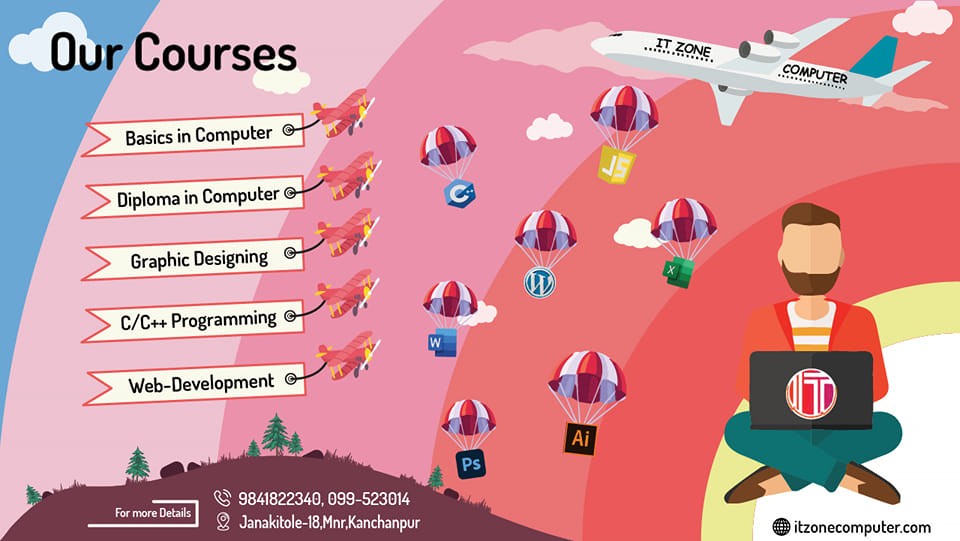 Our Courses
IT ZONE
COMPUTER
Basics in Computer
Diploma in Computer
Graphic Designing
C/C++ Programming
Web-Development
C++
JS
W
X
W
Ps
Ai
IT
For more Details
9841822340, 099-523014
Janakitole-18,Mnr,Kanchanpur
itzonecomputer.com